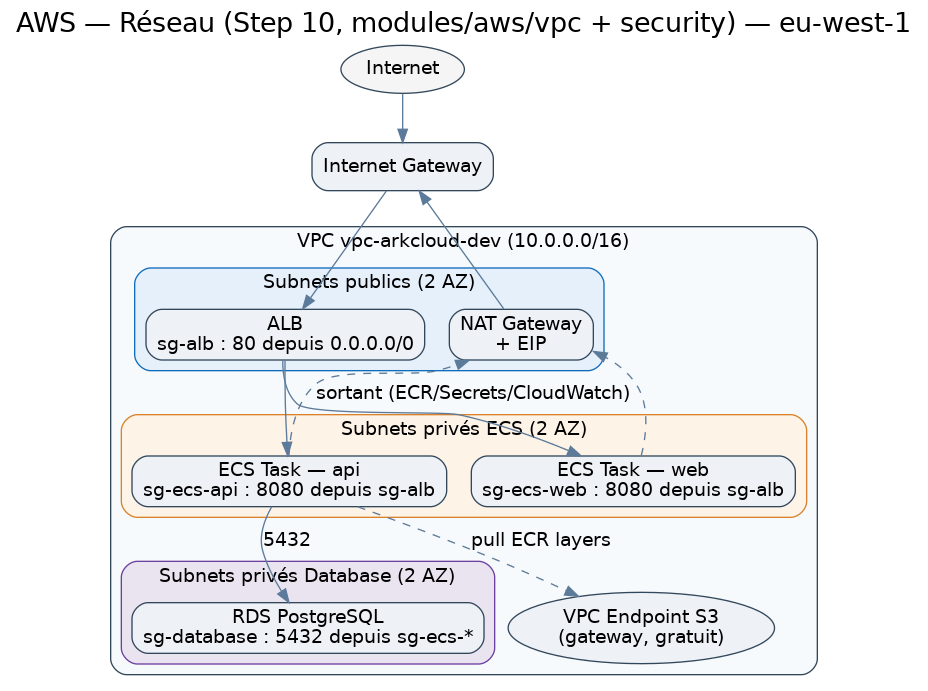 AWS — Réseau (Step 10, modules/aws/vpc + security) — eu-west-1
Internet
Internet Gateway
VPC vpc-arkcloud-dev (10.0.0.0/16)
Subnets publics (2 AZ)
ALB
sg-alb : 80 depuis 0.0.0.0/0
NAT Gateway
+ EIP
sortant (ECR/Secrets/CloudWatch)
Subnets privés ECS (2 AZ)
ECS Task — api
sg-ecs-api : 8080 depuis sg-alb
ECS Task — web
sg-ecs-web : 8080 depuis sg-alb
5432
pull ECR layers
Subnets privés Database (2 AZ)
RDS PostgreSQL
sg-database : 5432 depuis sg-ecs-*
VPC Endpoint S3
(gateway, gratuit)